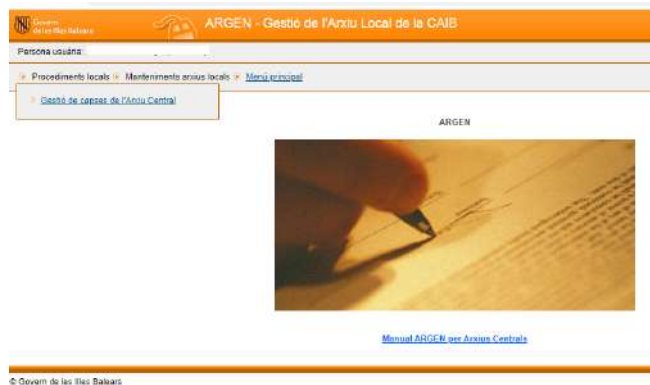 Govern
de les Illes Balears
ARGEN - Gestió de l'Arxiu Local de la CAIB
Persona usuària:
Procediments locals Manteniments arxius locals Menú principal
Gestió de capses de l'Arxiu Central
ARGEN
Manual ARGEN per Arxius Centrals
© Govern de les Illes Balears